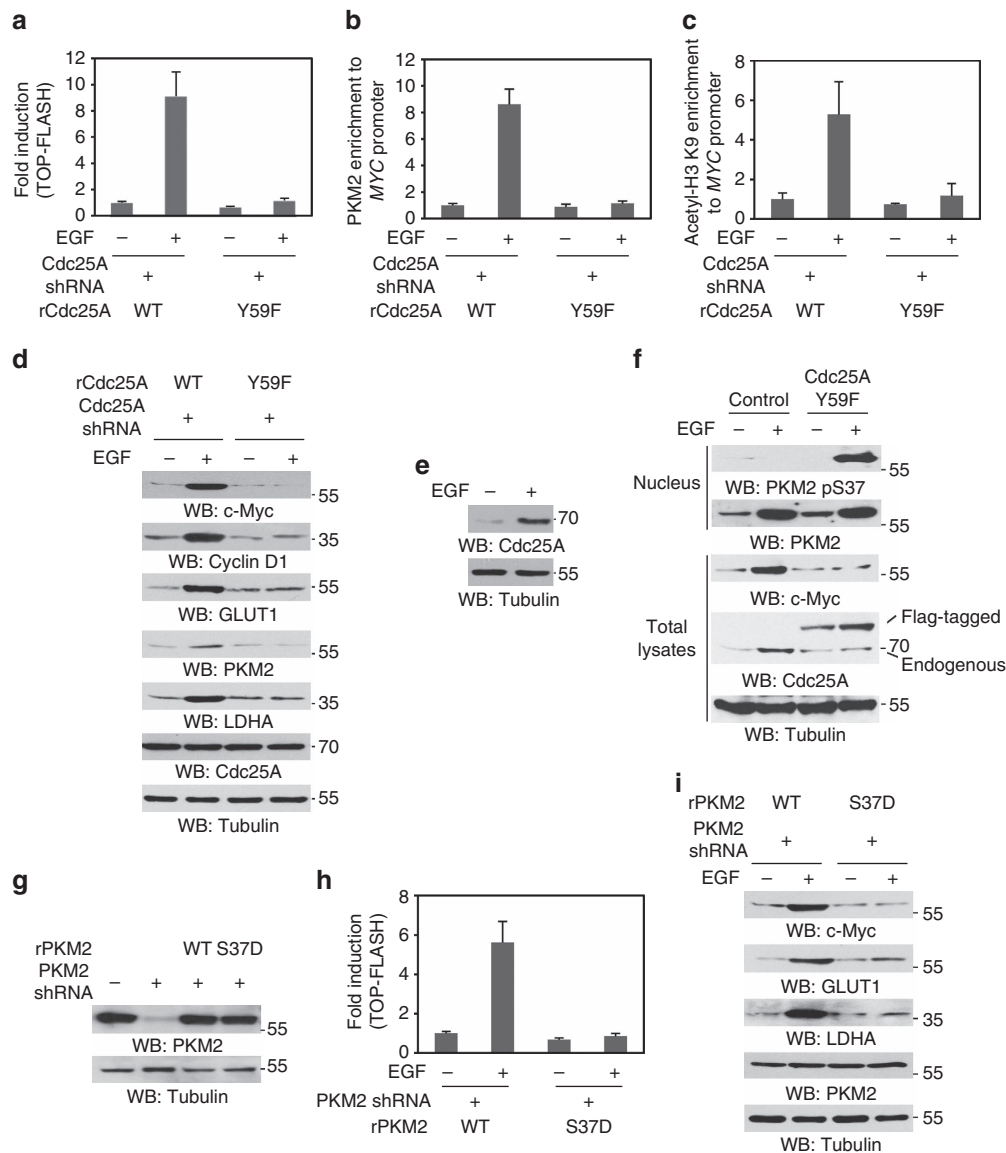 a
Fold induction
(TOP-FLASH)
12
10
8
6
4
2
0
EGF – + – +
Cdc25A
shRNA + +
rCdc25A WT Y59F
b
PKM2 enrichment to
MYC promoter
12
10
8
6
4
2
0
EGF – + – +
Cdc25A
shRNA + +
rCdc25A WT Y59F
c
Acetyl-H3 K9 enrichment
to MYC promoter
8
6
4
2
0
EGF – + – +
Cdc25A
shRNA + +
rCdc25A WT Y59F
d
rCdc25A WT Y59F
Cdc25A
shRNA + +
EGF – + – +
55
WB: c-Myc
35
WB: Cyclin D1
55
WB: GLUT1
55
WB: PKM2
35
WB: LDHA
70
WB: Cdc25A
55
WB: Tubulin
e
EGF – +
70
WB: Cdc25A
55
WB: Tubulin
f
Cdc25A
Control Y59F
EGF – + – +
Nucleus
55
WB: PKM2 pS37
55
WB: PKM2
Total
lysates
55
WB: c-Myc
Flag-tagged
70
Endogenous
WB: Cdc25A
55
WB: Tubulin
g
rPKM2 WT S37D
PKM2
shRNA – + + +
55
WB: PKM2
55
WB: Tubulin
h
Fold induction
(TOP-FLASH)
8
6
4
2
0
EGF – + – +
PKM2 shRNA + +
rPKM2 WT S37D
i
rPKM2 WT S37D
PKM2
shRNA + +
EGF – + – +
55
WB: c-Myc
55
WB: GLUT1
35
WB: LDHA
55
WB: PKM2
55
WB: Tubulin